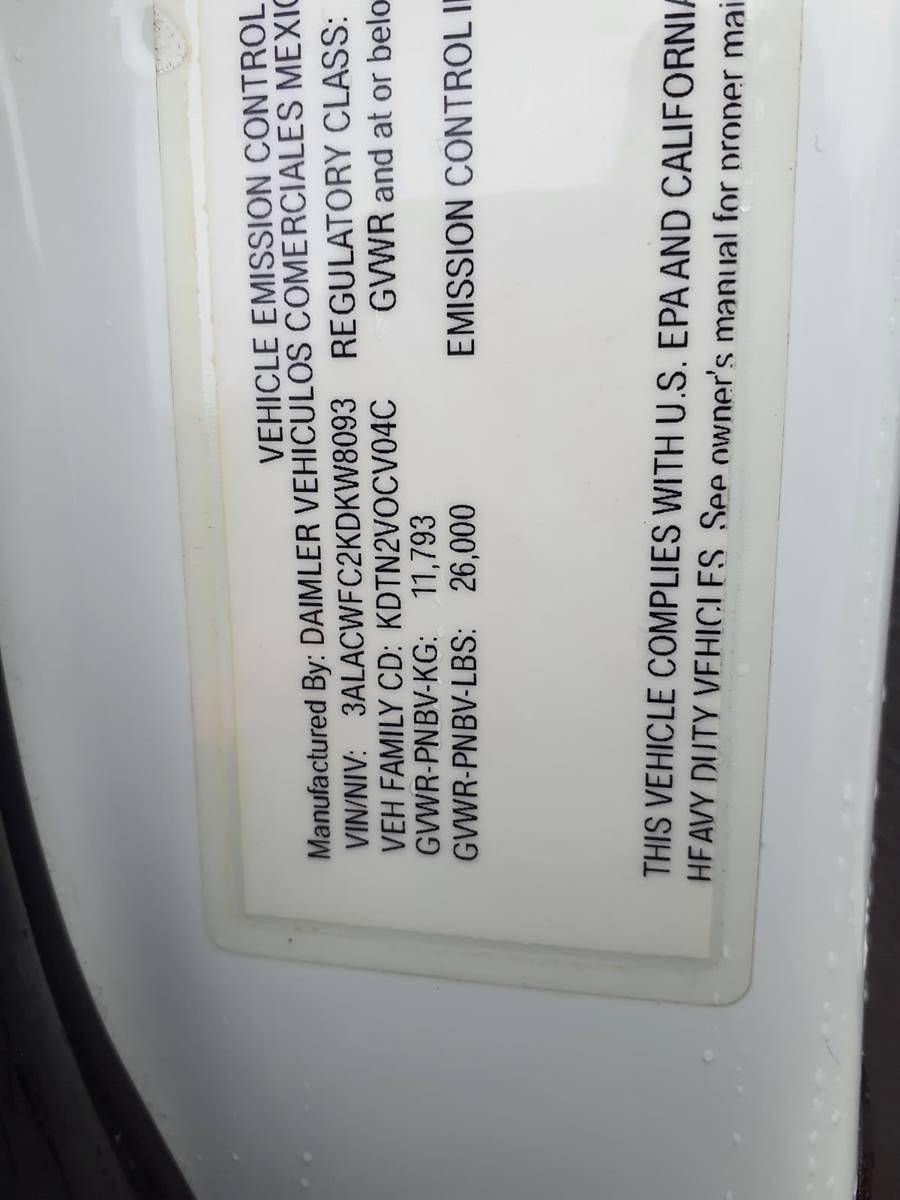 VEHICLE EMISSION CONTROL
Manufactured By: DAIMLER VEHICULOS COMERCIALES MEXIC
VIN/NIV: 3ALACWFC2KDKW8093 REGULATORY CLASS:
VEH FAMILY CD: KDTN2VOCV04C GVWR and at or belo
GVWR-PNBV-KG: 11,793
GVWR-PNBV-LBS: 26,000 EMISSION CONTROL I
THIS VEHICLE COMPLIES WITH U.S. EPA AND CALIFORNIA
HEAVY DUTY VEHICLES See owner's manual for proper mai